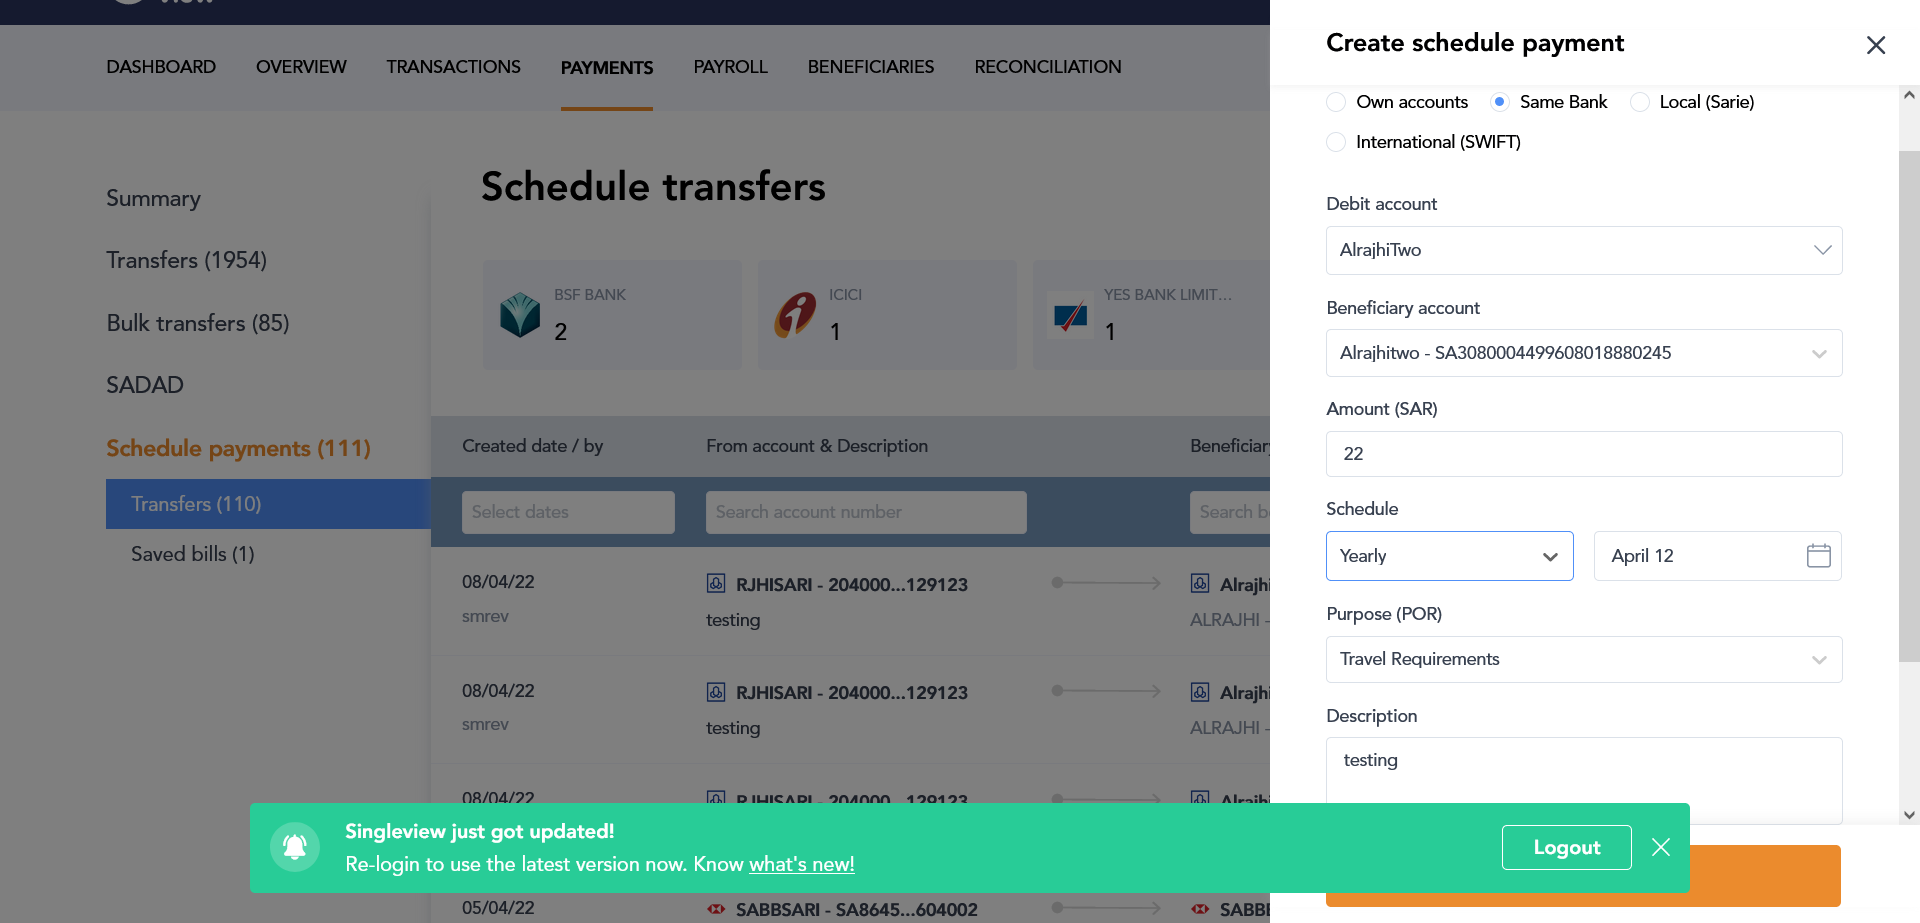 DASHBOARD OVERVIEW TRANSACTIONS PAYMENTS PAYROLL BENEFICIARIES RECONCILIATION
Summary
Transfers (1954)
Bulk transfers (85)
SADAD
Schedule payments (111)
Transfers (110)
Saved bills (1)
Schedule transfers
BSF BANK
2
ICICI
1
YES BANK LIMIT...
1
Created date / by From account & Description Beneficiary
Select dates Search account number Search b
08/04/22 RJHISARI - 204000...129123 Alrajhi
smrev testing ALRAJHI -
08/04/22 RJHISARI - 204000...129123 Alrajhi
smrev testing ALRAJHI -
08/04/22 RJHISARI - 204000...129123 Alrajhi
05/04/22 SABBSARI - SA8645...604002 SABBE
Create schedule payment
Own accounts Same Bank Local (Sarie)
International (SWIFT)
Debit account
AlrajhiTwo
Beneficiary account
Alrajhitwo - SA3080004499608018880245
Amount (SAR)
22
Schedule
Yearly April 12
Purpose (POR)
Travel Requirements
Description
testing
Singleview just got updated!
Re-login to use the latest version now. Know what's new!
Logout